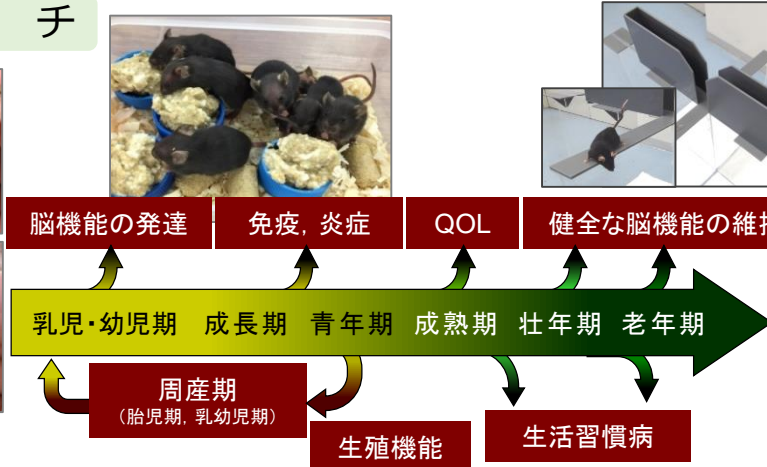 チ
脳機能の発達
免疫, 炎症
QOL
健全な脳機能の維持
乳児・幼児期
成長期
青年期
成熟期
壮年期
老年期
周産期
(胎児期, 乳幼児期)
生殖機能
生活習慣病